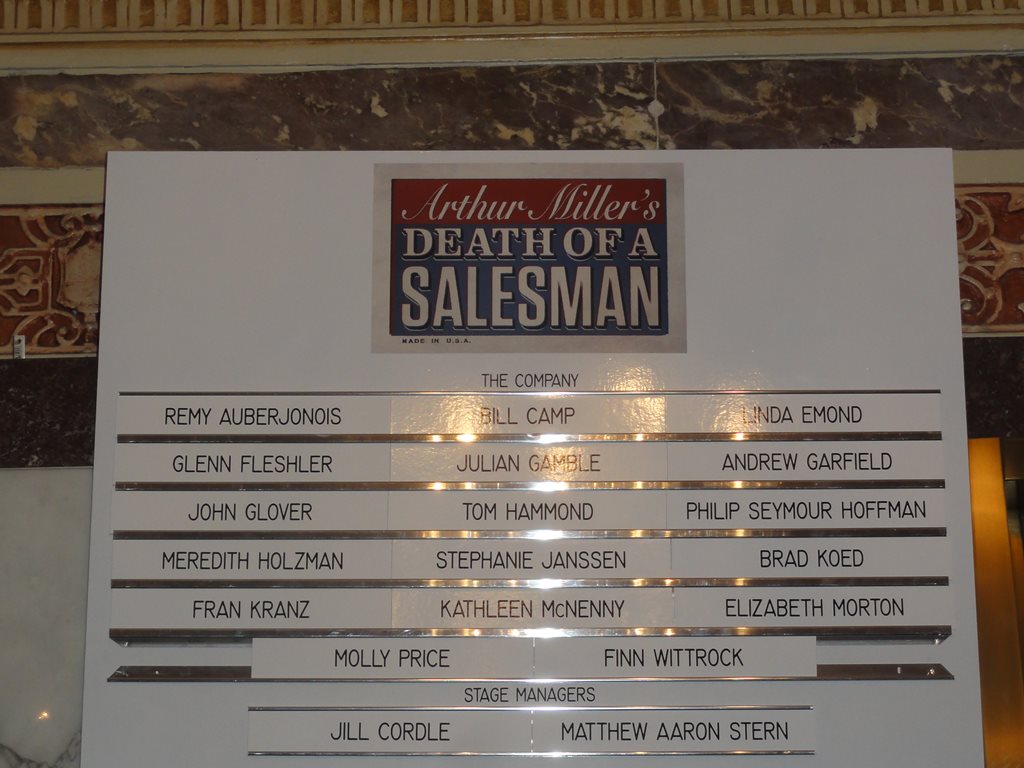 Arthur Miller's
DEATH OF A
SALESMAN
MADE IN U.S.A.
THE COMPANY
REMY AUBERJONOIS BILL CAMP LINDA EMOND
GLENN FLESHLER JULIAN GAMBLE ANDREW GARFIELD
JOHN GLOVER TOM HAMMOND PHILIP SEYMOUR HOFFMAN
MEREDITH HOLZMAN STEPHANIE JANSSEN BRAD KOED
FRAN KRANZ KATHLEEN McNENNY ELIZABETH MORTON
MOLLY PRICE FINN WITTROCK
STAGE MANAGERS
JILL CORDLE MATTHEW AARON STERN